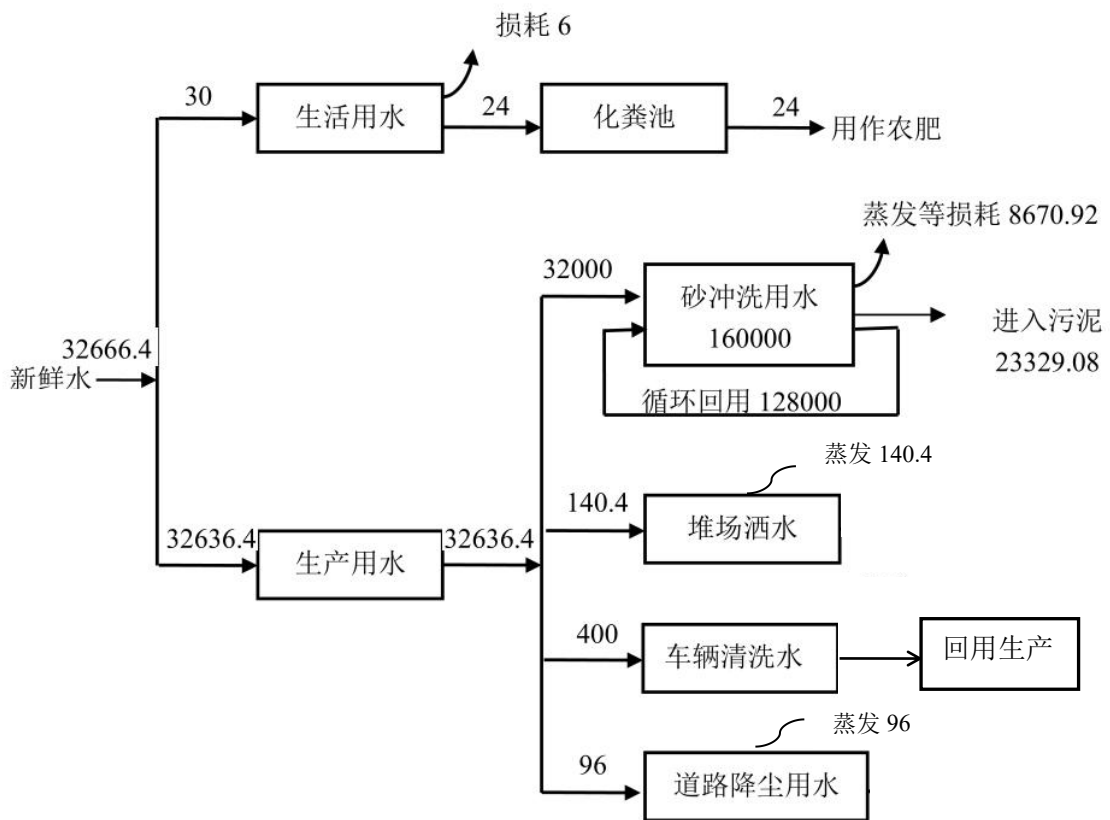 损耗 6
30
生活用水
24
化粪池
24
用作农肥
蒸发等损耗 8670.92
32000
砂冲洗用水
160000
进入污泥
23329.08
循环回用 128000
32666.4
新鲜水
蒸发 140.4
140.4
堆场洒水
32636.4
生产用水
32636.4
400
车辆清洗水
回用生产
蒸发 96
96
道路降尘用水